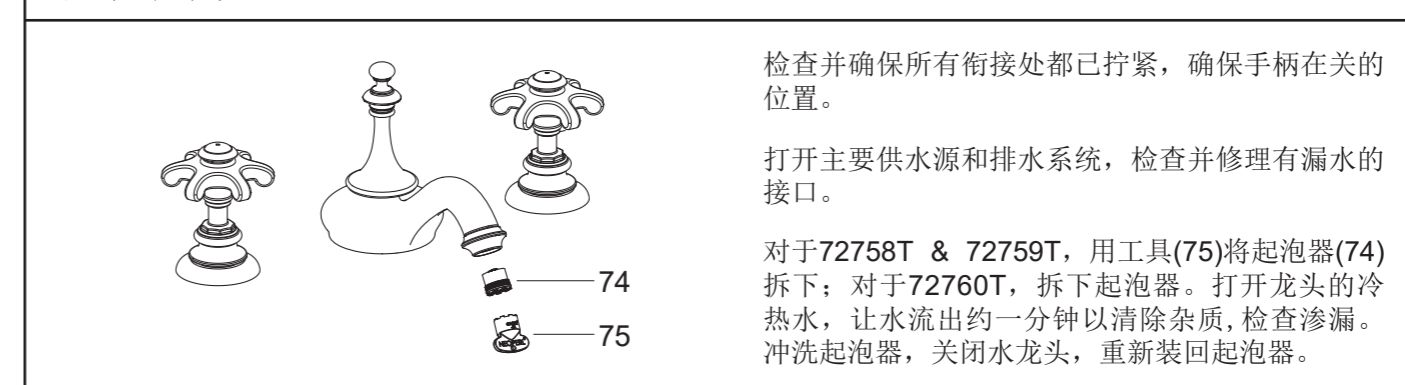 检查并确保所有衔接处都已拧紧，确保手柄在关的
位置。
打开主要供水源和排水系统，检查并修理有漏水的
接口。
对于72758T & 72759T，用工具(75)将起泡器(74)
拆下；对于72760T，拆下起泡器。打开龙头的冷
热水，让水流出约一分钟以清除杂质,检查渗漏。
冲洗起泡器，关闭水龙头，重新装回起泡器。
74
75